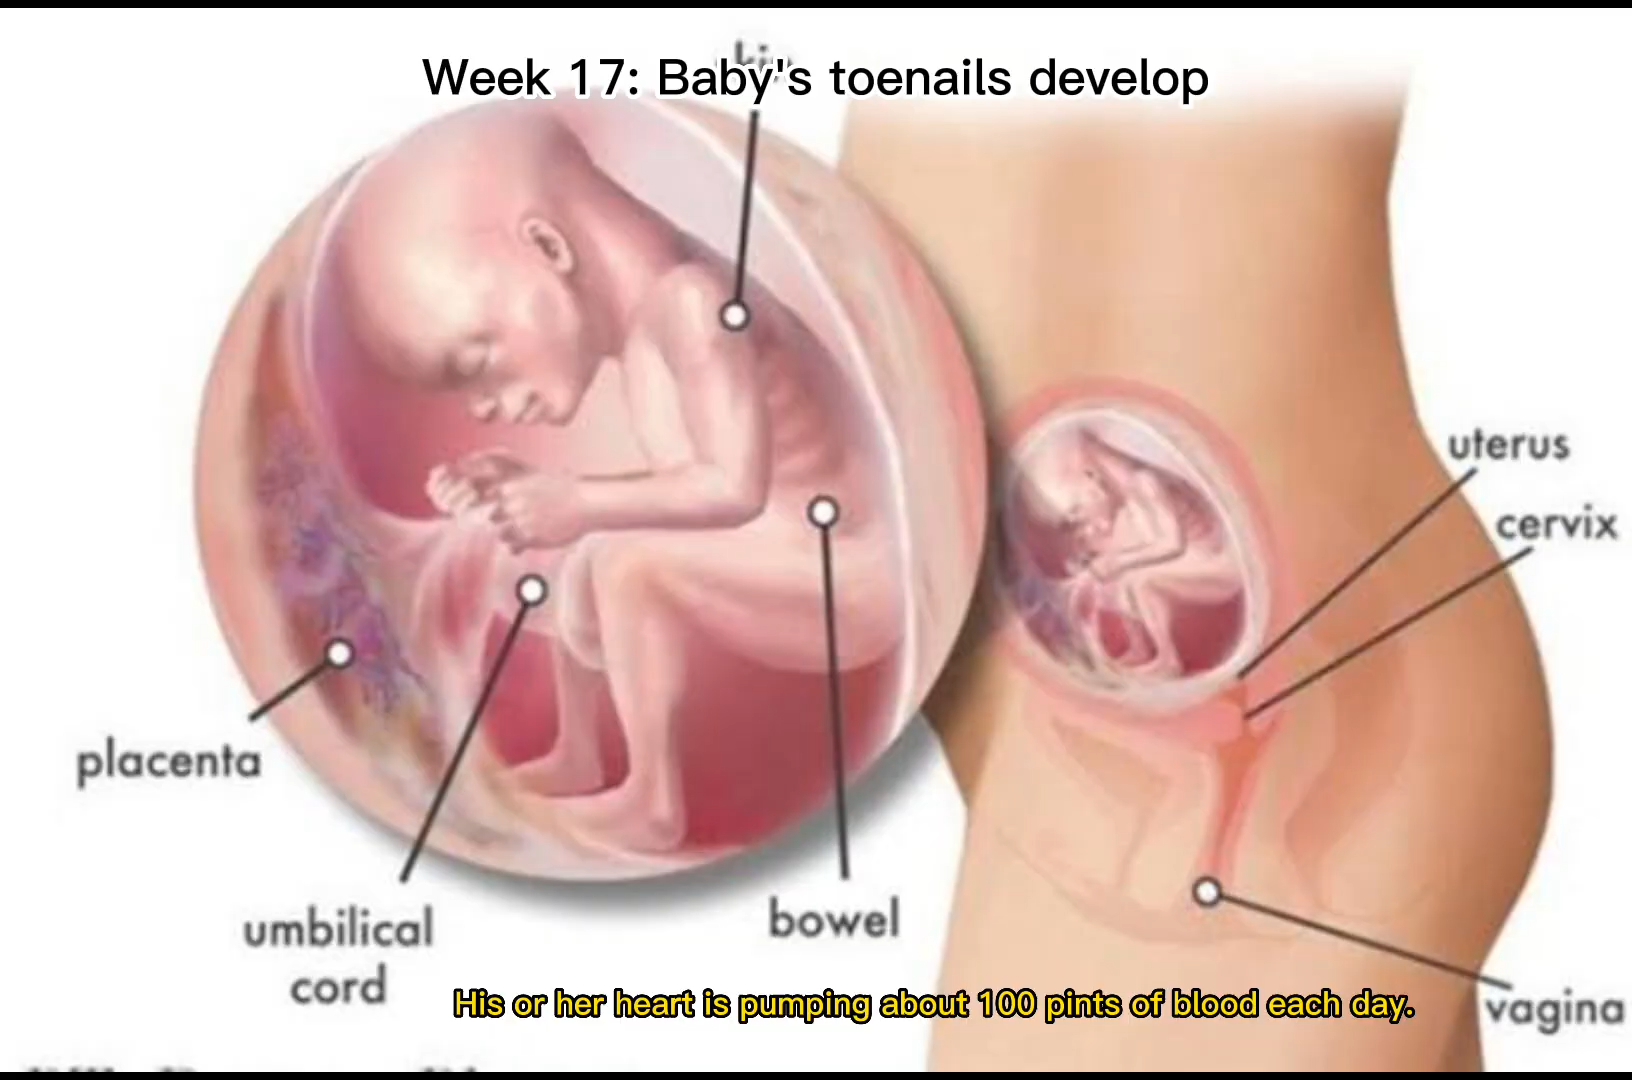 Week 17: Baby's toenails develop
uterus
cervix
placenta
umbilical
cord
bowel
vagina
His or her heart is pumping about 100 pints of blood each day.